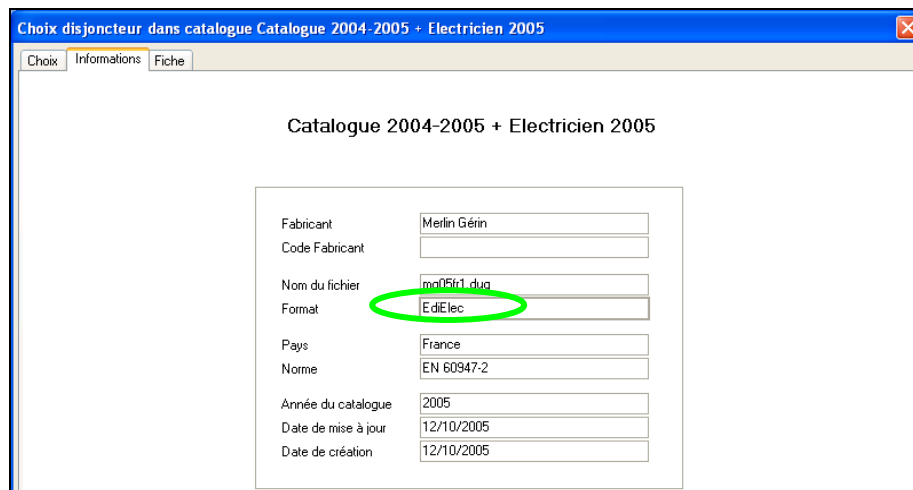 Choix disjoncteur dans catalogue Catalogue 2004-2005 + Electricien 2005
Choix Informations Fiche
Catalogue 2004-2005 + Electricien 2005
Fabricant Merlin Gérin
Code Fabricant
Nom du fichier mg05fr1.dug
Format EdiElec
Pays France
Norme EN 60947-2
Année du catalogue 2005
Date de mise à jour 12/10/2005
Date de création 12/10/2005